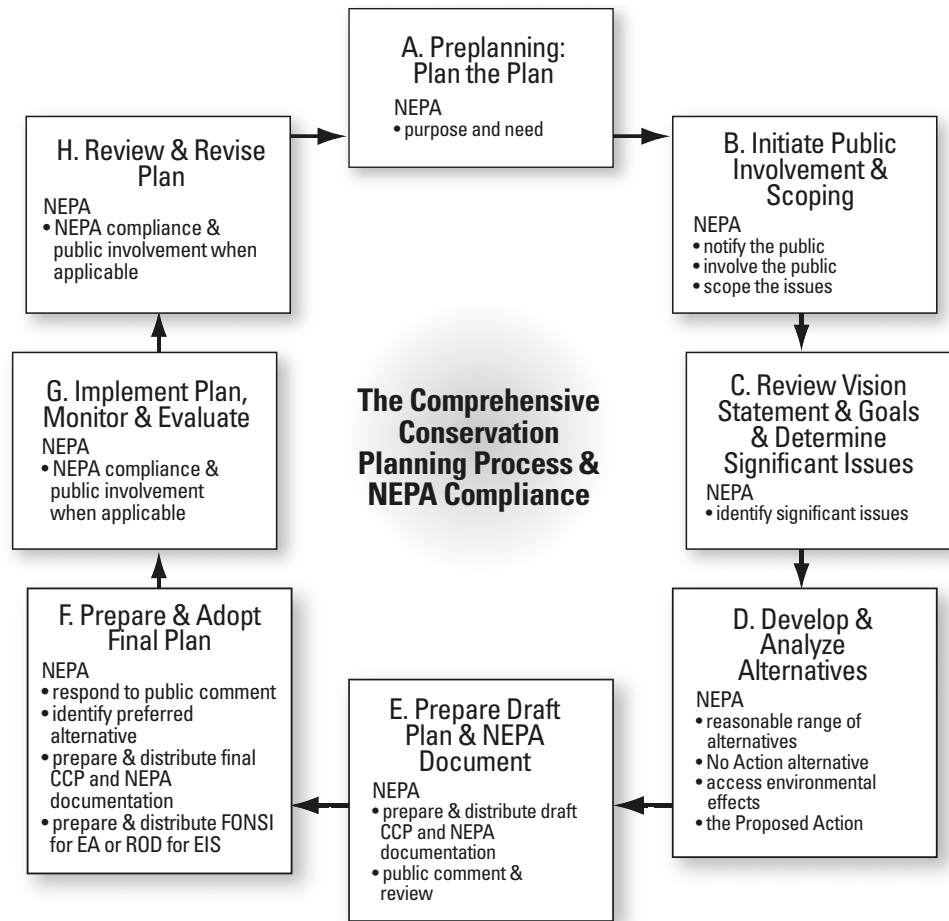 A. Preplanning:
Plan the Plan
NEPA
• purpose and need
B. Initiate Public
Involvement &
Scoping
NEPA
• notify the public
• involve the public
• scope the issues
C. Review Vision
Statement & Goals
& Determine
Significant Issues
NEPA
• identify significant issues
D. Develop &
Analyze
Alternatives
NEPA
• reasonable range of
alternatives
• No Action alternative
• access environmental
effects
• the Proposed Action
E. Prepare Draft
Plan & NEPA
Document
NEPA
• prepare & distribute draft
CCP and NEPA
documentation
• public comment &
review
F. Prepare & Adopt
Final Plan
NEPA
• respond to public comment
• identify preferred
alternative
• prepare & distribute final
CCP and NEPA
documentation
• prepare & distribute FONSI
for EA or ROD for EIS
G. Implement Plan,
Monitor & Evaluate
NEPA
• NEPA compliance &
public involvement
when applicable
H. Review & Revise
Plan
NEPA
• NEPA compliance &
public involvement when
applicable
The Comprehensive
Conservation
Planning Process &
NEPA Compliance